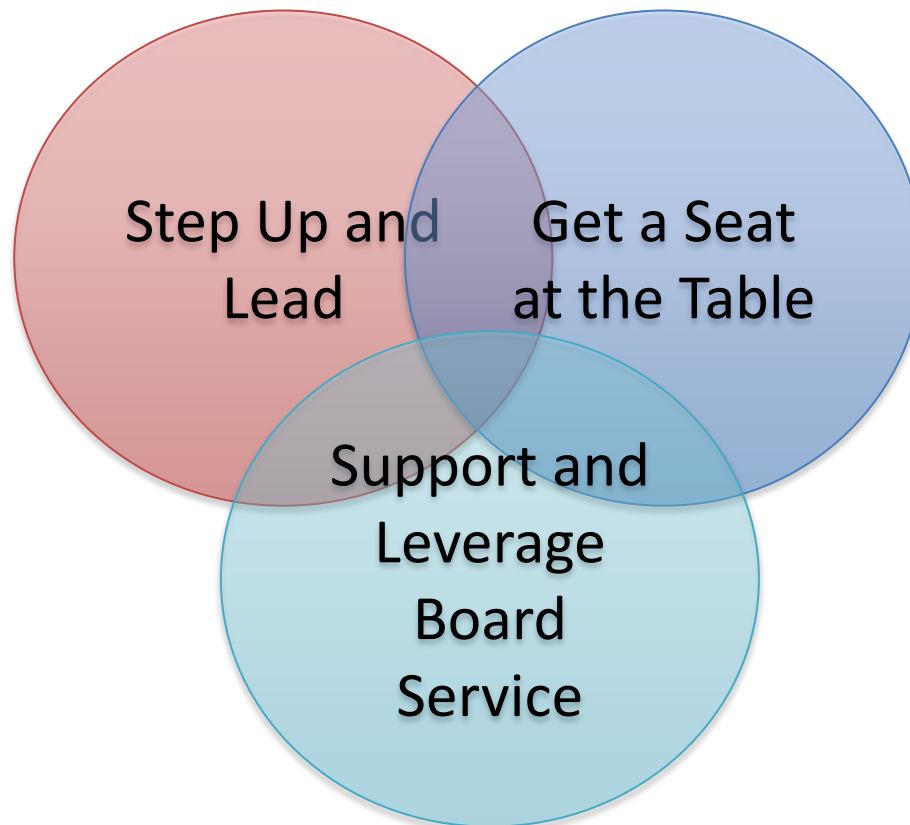 Step Up and
Lead
Get a Seat
at the Table
Support and
Leverage
Board
Service